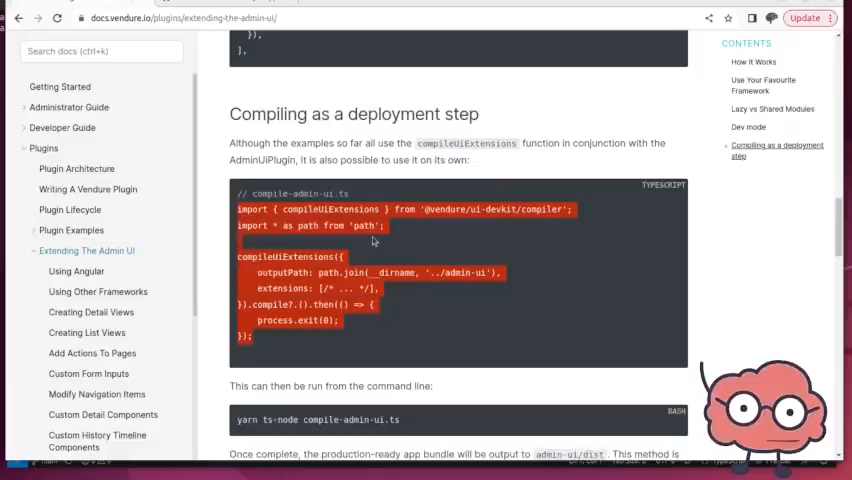 docs.vendure.io/plugins/extending-the-admin-ui/
Update
Search docs (ctrl+k)
Getting Started
Administrator Guide
Developer Guide
Plugins
Plugin Architecture
Writing A Vendure Plugin
Plugin Lifecycle
Plugin Examples
Extending The Admin UI
Using Angular
Using Other Frameworks
Creating Detail Views
Creating List Views
Add Actions To Pages
Custom Form Inputs
Modify Navigation Items
Custom Detail Components
Custom History Timeline
Components
}),
],
Compiling as a deployment step
Although the examples so far all use the compileUiExtensions function in conjunction with the
AdminUiPlugin, it is also possible to use it on its own:
TYPESCRIPT
// compile-admin-ui.ts
import { compileUiExtensions } from '@vendure/ui-devkit/compiler';
import * as path from 'path';
compileUiExtensions({
outputPath: path.join(__dirname, '../admin-ui'),
extensions: [/* ... */],
}).compile?.().then(() => {
process.exit(0);
});
This can then be run from the command line:
BASH
yarn ts-node compile-admin-ui.ts
Once complete, the production-ready app bundle will be output to admin-ui/dist. This method is
CONTENTS
How It Works
Use Your Favourite
Framework
Lazy vs Shared Modules
Dev mode
Compiling as a deployment
step